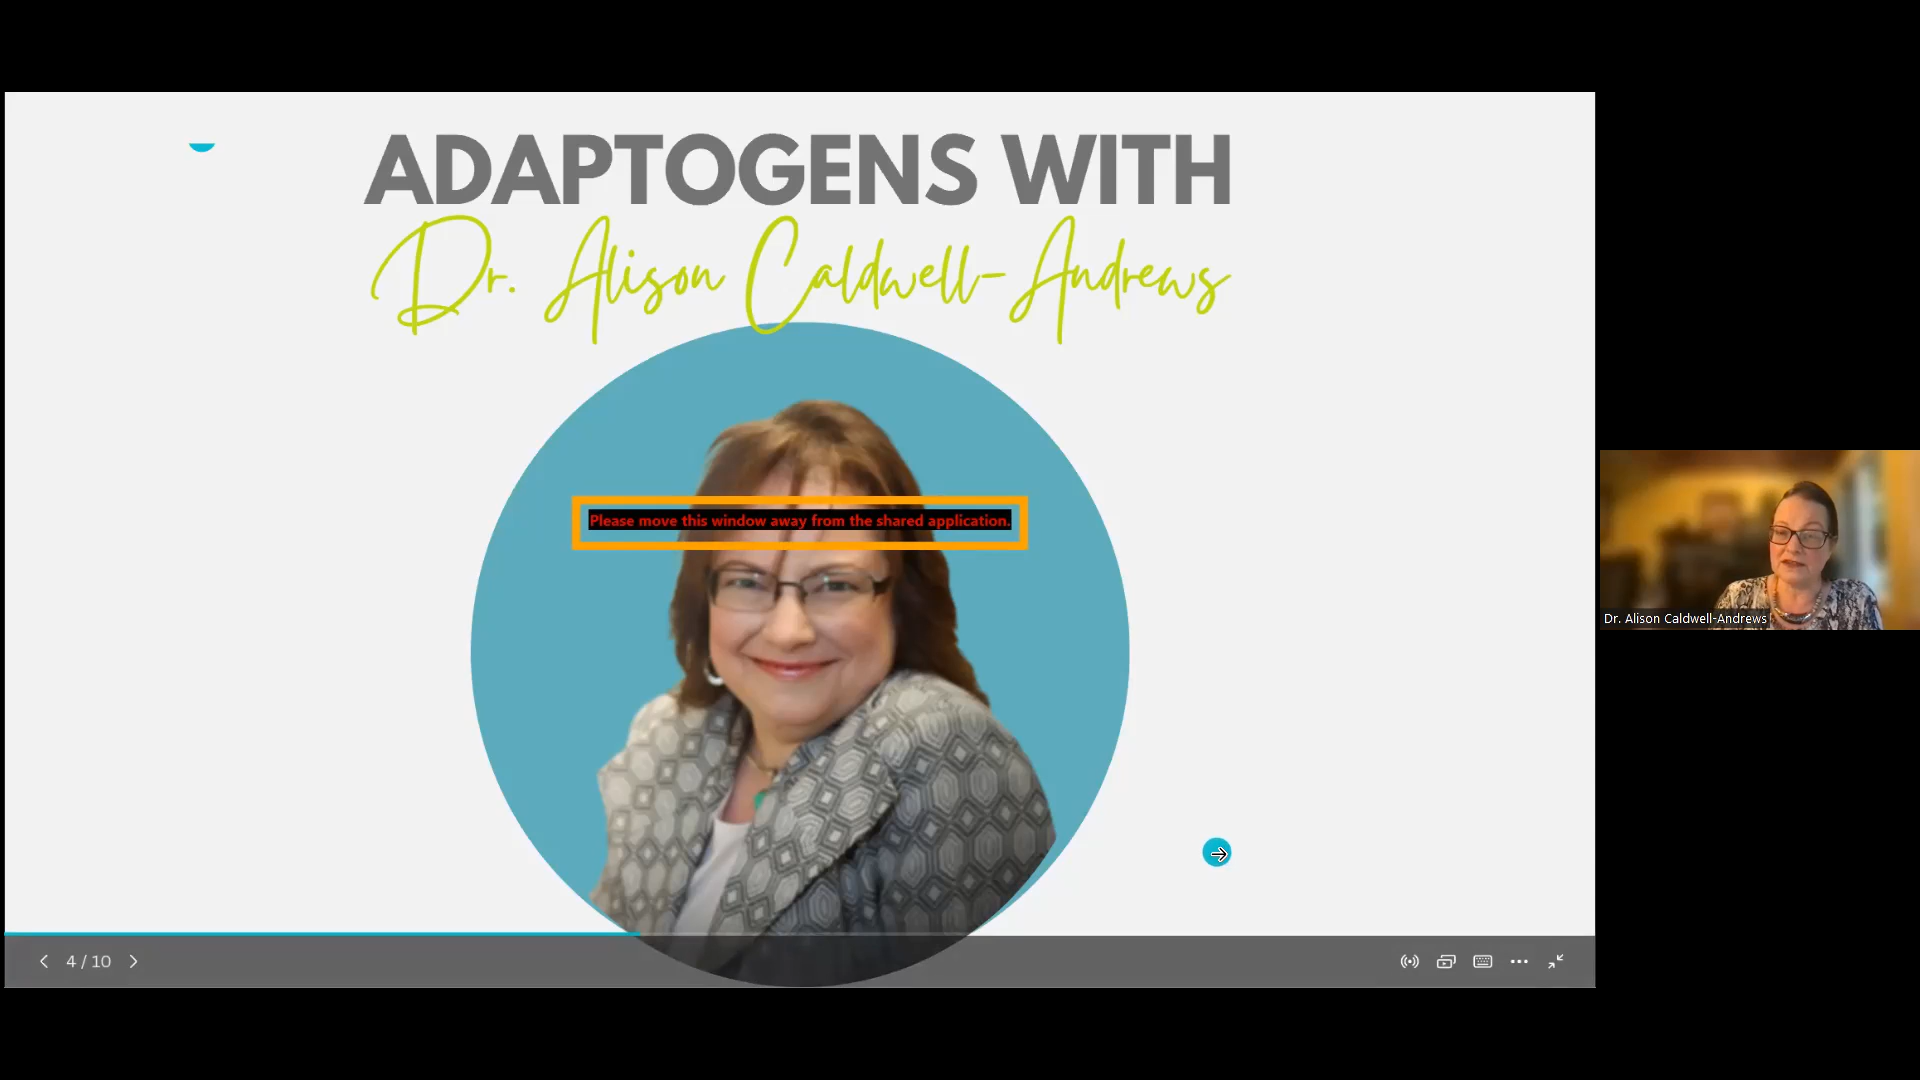 ADAPTOGENS WITH
Dr. Alison Caldwell-Andrews
Please move this window away from the shared application.
Dr. Alison Caldwell-Andrews
4 / 10